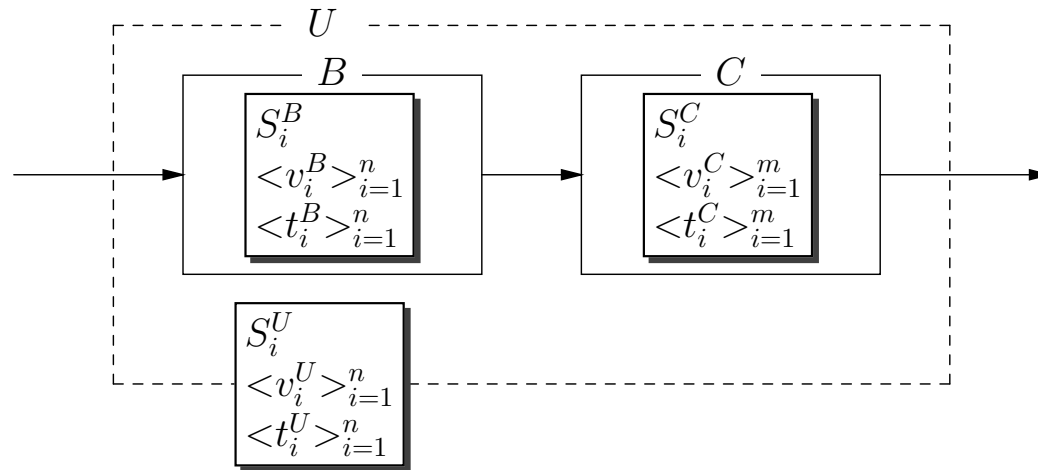 U
B
C
S_i^B
<v_i^B>_{i=1}^n
<t_i^B>_{i=1}^n
S_i^C
<v_i^C>_{i=1}^m
<t_i^C>_{i=1}^m
S_i^U
<v_i^U>_{i=1}^n
<t_i^U>_{i=1}^n